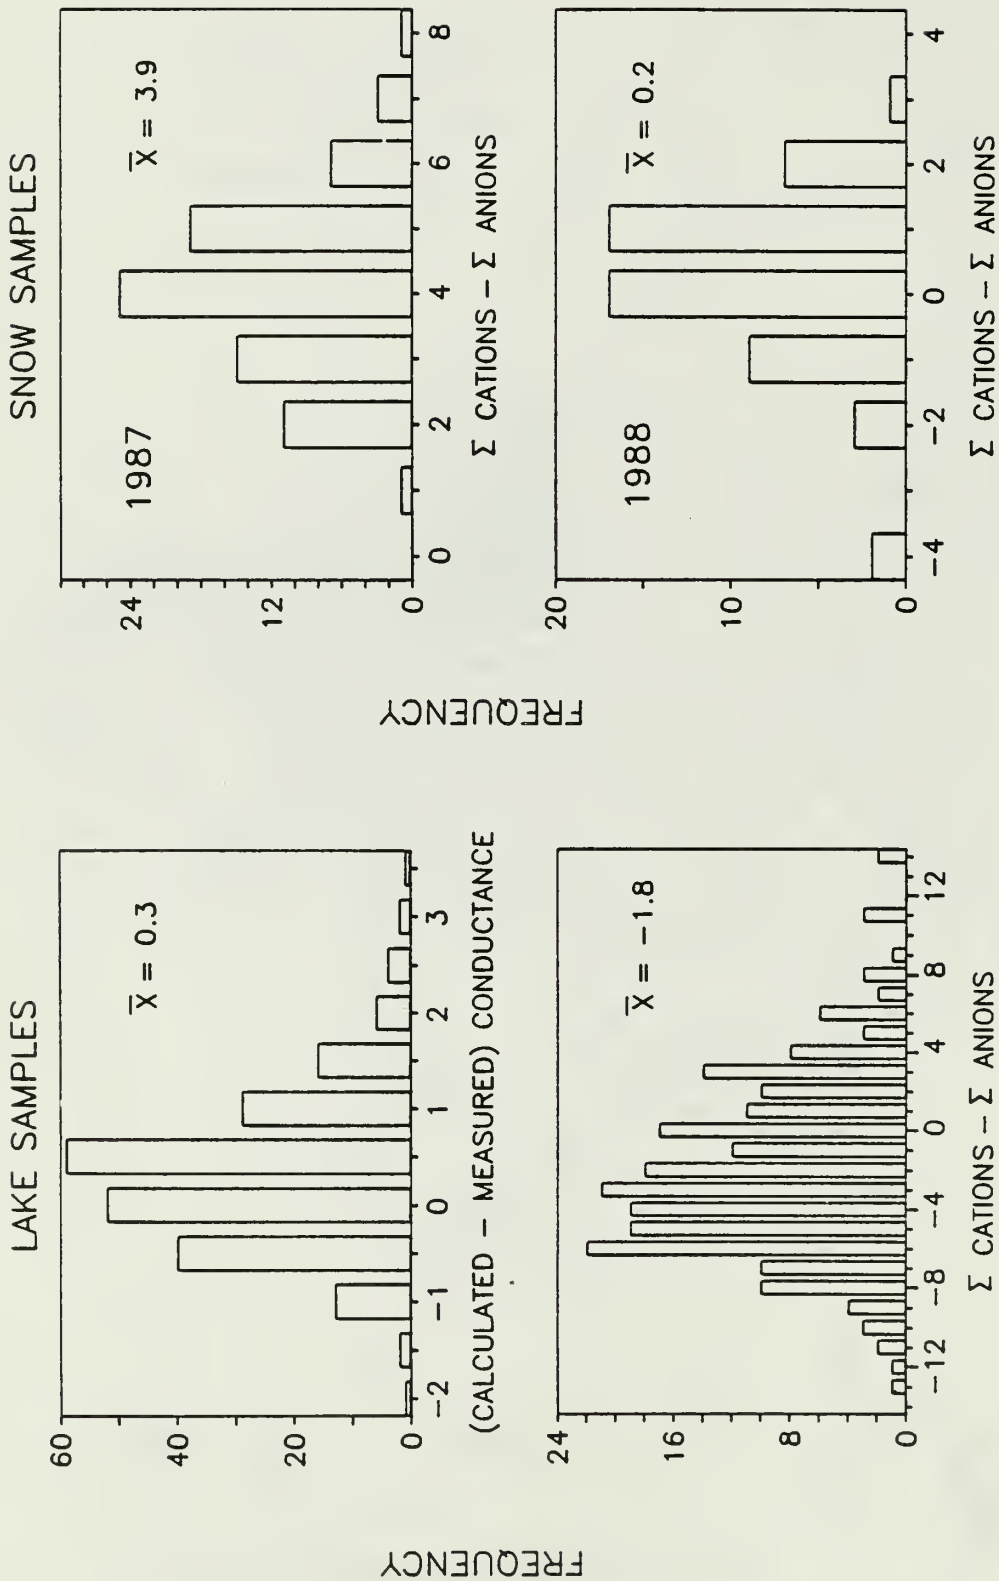 LAKE SAMPLES
FREQUENCY
60
40
20
0
X̄ = 0.3
−2 −1 0 1 2 3
(CALCULATED − MEASURED) CONDUCTANCE
FREQUENCY
24
16
8
0
X̄ = −1.8
−12 −8 −4 0 4 8 12
Σ CATIONS − Σ ANIONS
SNOW SAMPLES
FREQUENCY
24
12
0
1987
X̄ = 3.9
0 2 4 6 8
Σ CATIONS − Σ ANIONS
20
10
0
1988
X̄ = 0.2
−4 −2 0 2 4
Σ CATIONS − Σ ANIONS